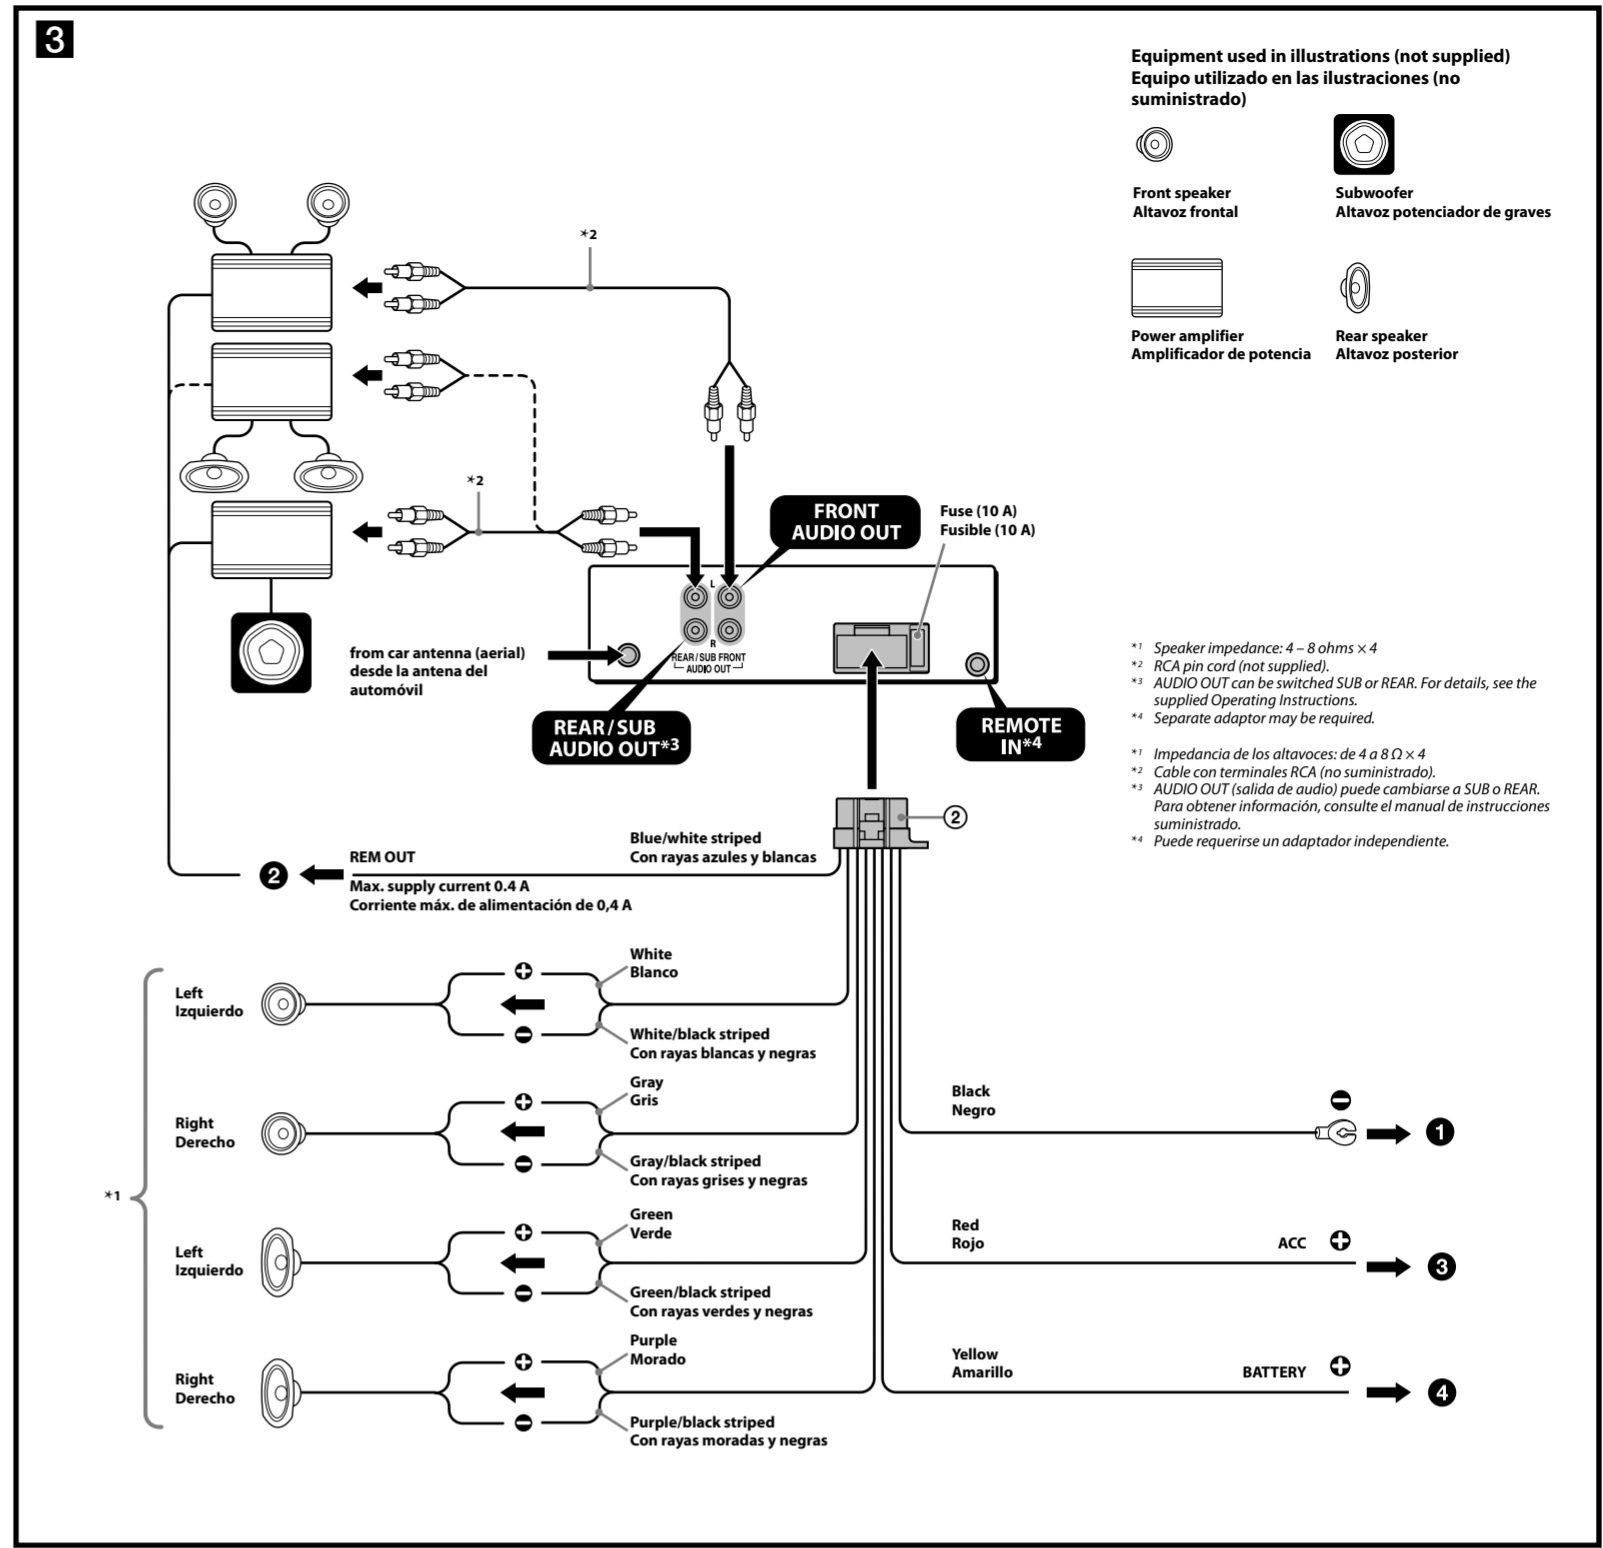 3
Equipment used in illustrations (not supplied)
Equipo utilizado en las ilustraciones (no
suministrado)
Front speaker
Altavoz frontal
Subwoofer
Altavoz potenciador de graves
Power amplifier
Amplificador de potencia
Rear speaker
Altavoz posterior
*2
*2
FRONT
AUDIO OUT
Fuse (10 A)
Fusible (10 A)
L
R
REAR/SUB FRONT
AUDIO OUT
from car antenna (aerial)
desde la antena del
automóvil
REAR/SUB
AUDIO OUT*3
REMOTE
IN*4
*1 Speaker impedance: 4 – 8 ohms × 4
*2 RCA pin cord (not supplied).
*3 AUDIO OUT can be switched SUB or REAR. For details, see the
supplied Operating Instructions.
*4 Separate adaptor may be required.
*1 Impedancia de los altavoces: de 4 a 8 Ω × 4
*2 Cable con terminales RCA (no suministrado).
*3 AUDIO OUT (salida de audio) puede cambiarse a SUB o REAR.
Para obtener información, consulte el manual de instrucciones
suministrado.
*4 Puede requerirse un adaptador independiente.
2
Blue/white striped
Con rayas azules y blancas
REM OUT
2
Max. supply current 0.4 A
Corriente máx. de alimentación de 0,4 A
White
Blanco
Left
Izquierdo
White/black striped
Con rayas blancas y negras
Gray
Gris
Right
Derecho
Gray/black striped
Con rayas grises y negras
*1
Green
Verde
Left
Izquierdo
Green/black striped
Con rayas verdes y negras
Purple
Morado
Right
Derecho
Purple/black striped
Con rayas moradas y negras
Black
Negro
1
Red
Rojo
ACC
3
Yellow
Amarillo
BATTERY
4